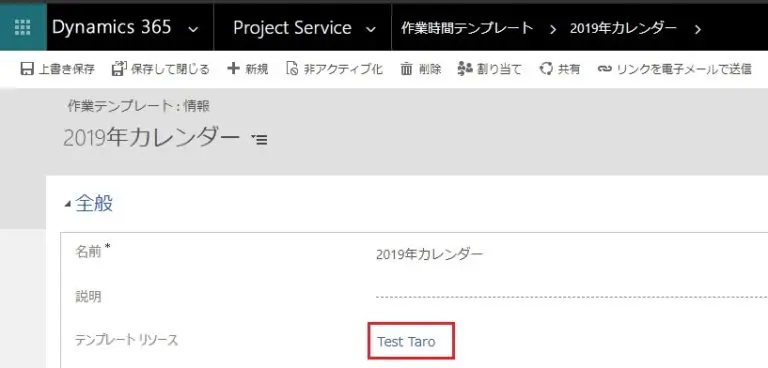 Dynamics 365 Project Service 作業時間テンプレート 2019年カレンダー
上書き保存 保存して閉じる 新規 非アクティブ化 削除 割り当て 共有 リンクを電子メールで送信
作業テンプレート : 情報
2019年カレンダー
全般
名前* 2019年カレンダー
説明
テンプレート リソース Test Taro